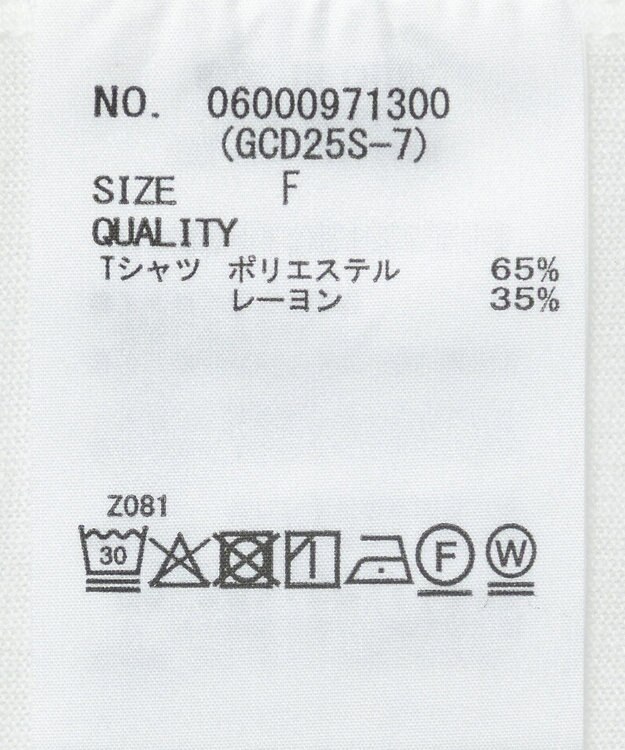 NO. 06000971300
(GCD25S-7)
SIZE F
QUALITY
Tシャツ ポリエステル 65%
レーヨン 35%
Z081
30 F W